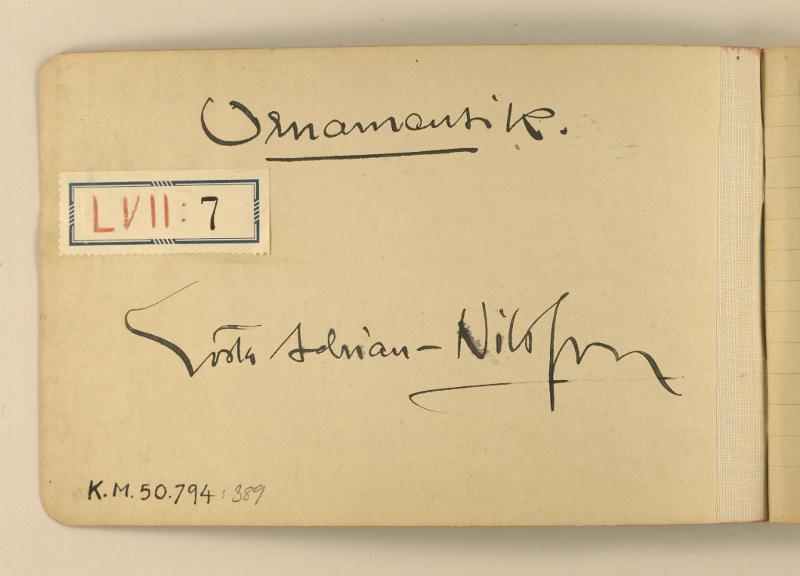 Ornamentik.
LVII: 7
Gösta Adrian-Nilsson
K.M. 50.794:389